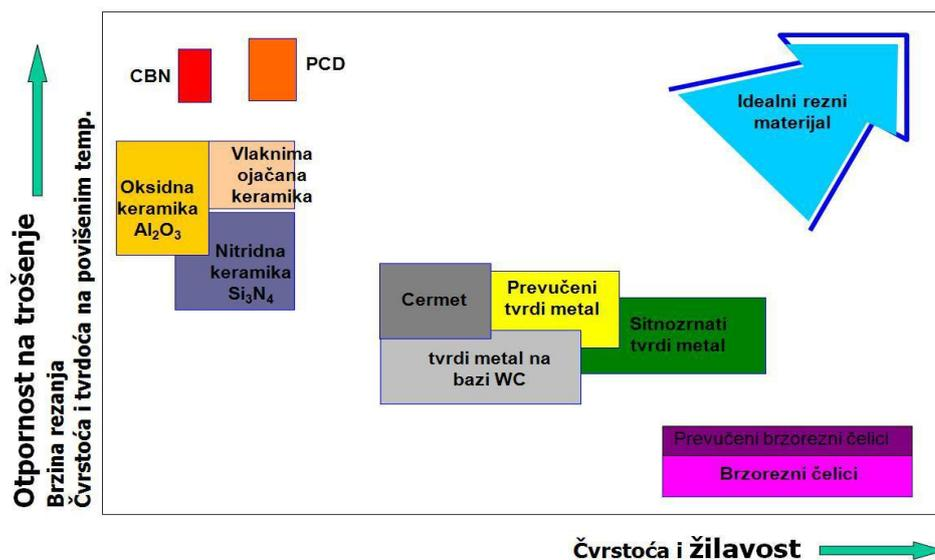 Otpornost na trošenje
Brzina rezanja
Čvrstoća i tvrdoća na povišenim temp.
CBN
PCD
Idealni rezni
materijal
Oksidna
keramika
Al₂O₃
Vlaknima
ojačana
keramika
Nitridna
keramika
Si₃N₄
Cermet
Prevučeni
tvrdi metal
Sitnozrnati
tvrdi metal
tvrdi metal na
bazi WC
Prevučeni brzorezni čelici
Brzorezni čelici
Čvrstoća i žilavost